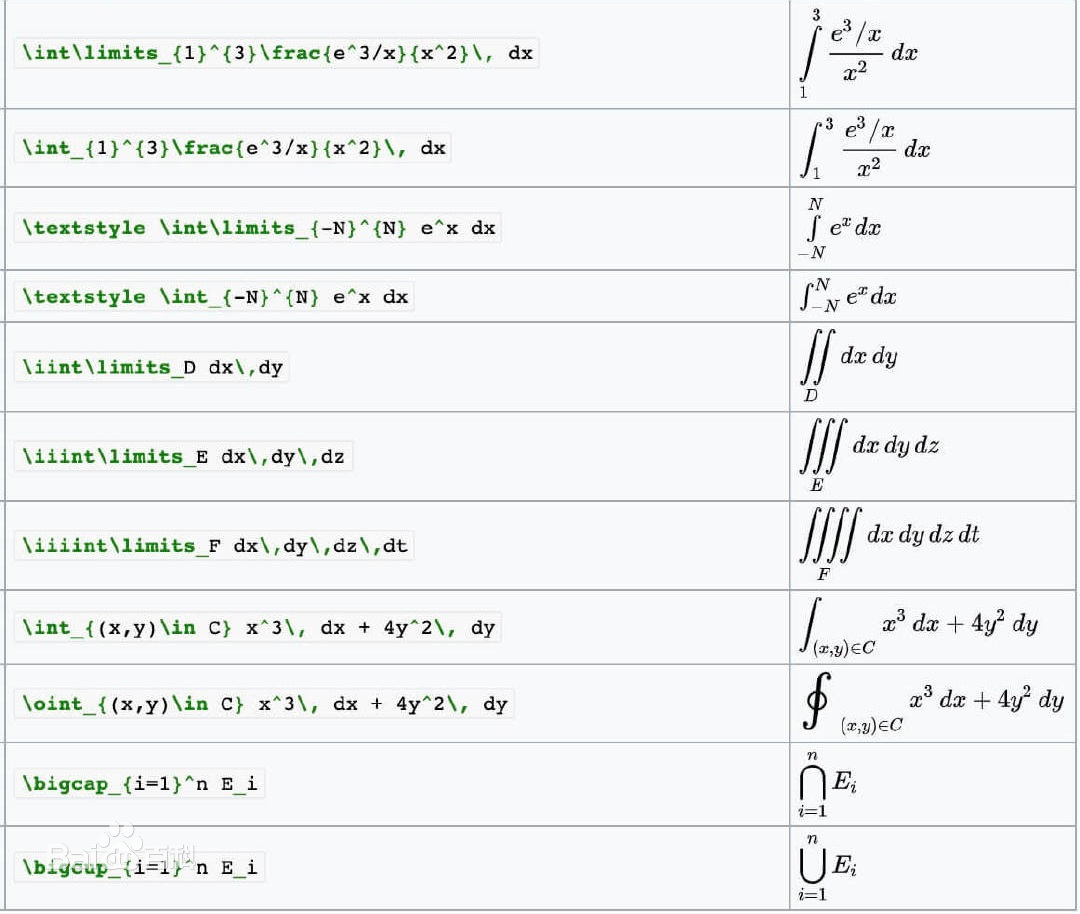 \int\limits_{1}^{3}\frac{e^3/x}{x^2}\, dx	$\int\limits_{1}^{3}\frac{e^3/x}{x^2}\, dx$
\int_{1}^{3}\frac{e^3/x}{x^2}\, dx	$\int_{1}^{3}\frac{e^3/x}{x^2}\, dx$
\textstyle \int\limits_{-N}^{N} e^x dx	$\textstyle \int\limits_{-N}^{N} e^x dx$
\textstyle \int_{-N}^{N} e^x dx	$\textstyle \int_{-N}^{N} e^x dx$
\iint\limits_D dx\,dy	$\iint\limits_D dx\,dy$
\iiint\limits_E dx\,dy\,dz	$\iiint\limits_E dx\,dy\,dz$
\iiiint\limits_F dx\,dy\,dz\,dt	$\iiiint\limits_F dx\,dy\,dz\,dt$
\int_{(x,y)\in C} x^3\, dx + 4y^2\, dy	$\int_{(x,y)\in C} x^3\, dx + 4y^2\, dy$
\oint_{(x,y)\in C} x^3\, dx + 4y^2\, dy	$\oint_{(x,y)\in C} x^3\, dx + 4y^2\, dy$
\bigcap_{i=1}^n E_i	$\bigcap_{i=1}^n E_i$
\bigcup_{i=1}^n E_i	$\bigcup_{i=1}^n E_i$
Bai du 百科